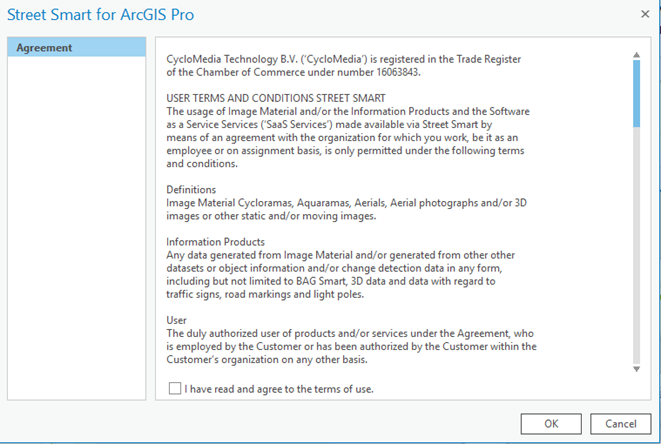 Street Smart for ArcGIS Pro
Agreement
CycloMedia Technology B.V. ('CycloMedia') is registered in the Trade Register
of the Chamber of Commerce under number 16063843.
USER TERMS AND CONDITIONS STREET SMART
The usage of Image Material and/or the Information Products and the Software
as a Service Services ('SaaS Services') made available via Street Smart by
means of an agreement with the organization for which you work, be it as an
employee or on assignment basis, is only permitted under the following terms
and conditions.
Definitions
Image Material Cycloramas, Aquaramas, Aerials, Aerial photographs and/or 3D
images or other static and/or moving images.
Information Products
Any data generated from Image Material and/or generated from other other
datasets or object information and/or change detection data in any form,
including but not limited to BAG Smart, 3D data and data with regard to
traffic signs, road markings and light poles.
User
The duly authorized user of products and/or services under the Agreement, who
is employed by the Customer or has been authorized by the Customer within the
Customer's organization on any other basis.
I have read and agree to the terms of use.
OK
Cancel